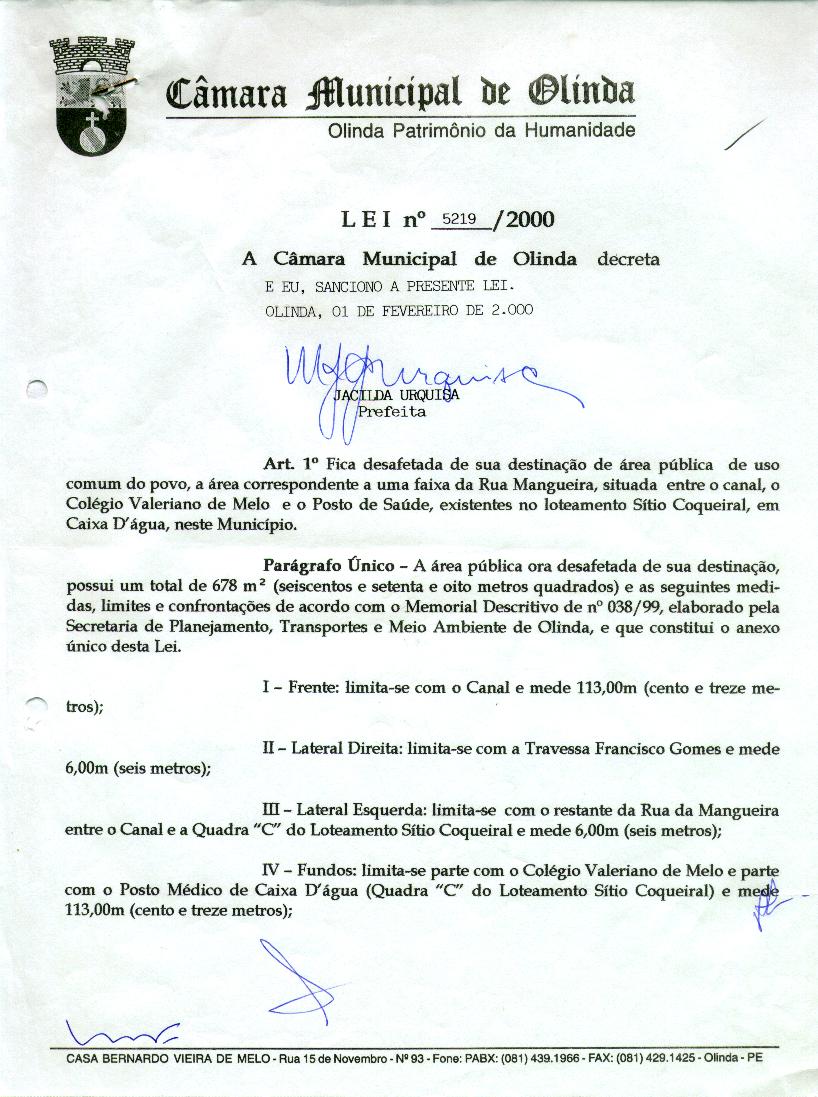 Câmara Municipal de Olinda
Olinda Patrimônio da Humanidade
LEI nº 5219/2000
A Câmara Municipal de Olinda decreta
E EU, SANCIONO A PRESENTE LEI.
OLINDA, 01 DE FEVEREIRO DE 2.000
JACILDA URQUISA
Prefeita
Art. 1º Fica desafetada de sua destinação de área pública de uso
comum do povo, a área correspondente a uma faixa da Rua Mangueira, situada entre o canal, o
Colégio Valeriano de Melo e o Posto de Saúde, existentes no loteamento Sítio Coqueiral, em
Caixa D'água, neste Município.
Parágrafo Único – A área pública ora desafetada de sua destinação,
possui um total de 678 m² (seiscentos e setenta e oito metros quadrados) e as seguintes medi-
das, limites e confrontações de acordo com o Memorial Descritivo de nº 038/99, elaborado pela
Secretaria de Planejamento, Transportes e Meio Ambiente de Olinda, e que constitui o anexo
único desta Lei.
I – Frente: limita-se com o Canal e mede 113,00m (cento e treze me-
tros);
II – Lateral Direita: limita-se com a Travessa Francisco Gomes e mede
6,00m (seis metros);
III – Lateral Esquerda: limita-se com o restante da Rua da Mangueira
entre o Canal e a Quadra "C" do Loteamento Sítio Coqueiral e mede 6,00m (seis metros);
IV – Fundos: limita-se parte com o Colégio Valeriano de Melo e parte
com o Posto Médico de Caixa D'água (Quadra "C" do Loteamento Sítio Coqueiral) e mede
113,00m (cento e treze metros);
CASA BERNARDO VIEIRA DE MELO - Rua 15 de Novembro - Nº 93 - Fone: PABX: (081) 439.1966 - FAX: (081) 429.1425 - Olinda - PE